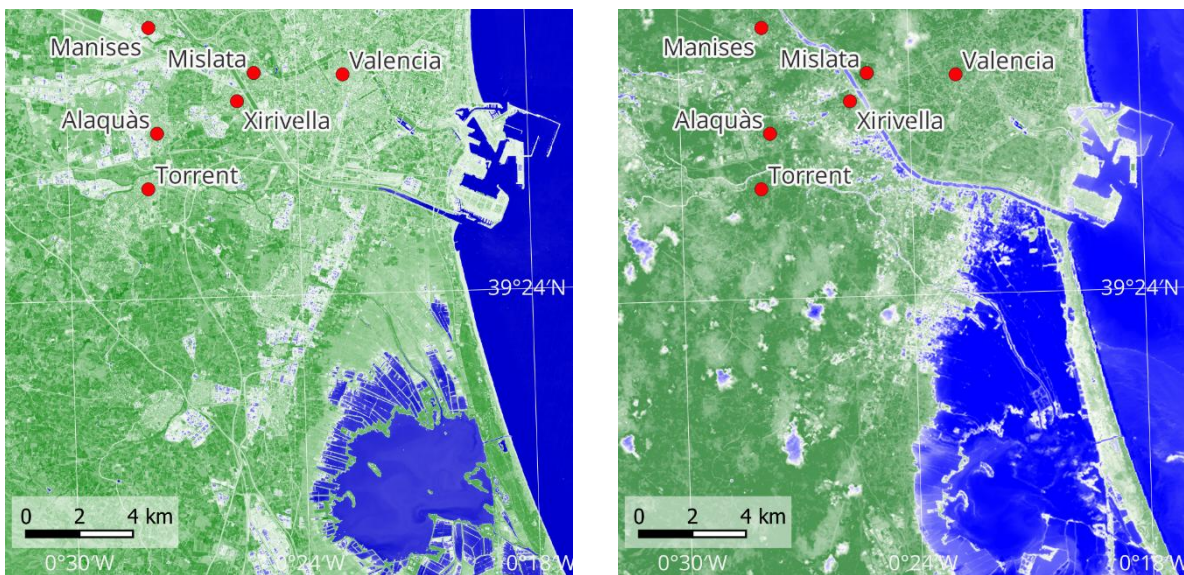 Manises
Mislata
Valencia
Alaquàs
Xirivella
Torrent
39°24′N
0 2 4 km
0°30′W
0°24′W
0°18′W
Manises
Mislata
Valencia
Alaquàs
Xirivella
Torrent
39°24′N
0 2 4 km
0°30′W
0°24′W
0°18′W